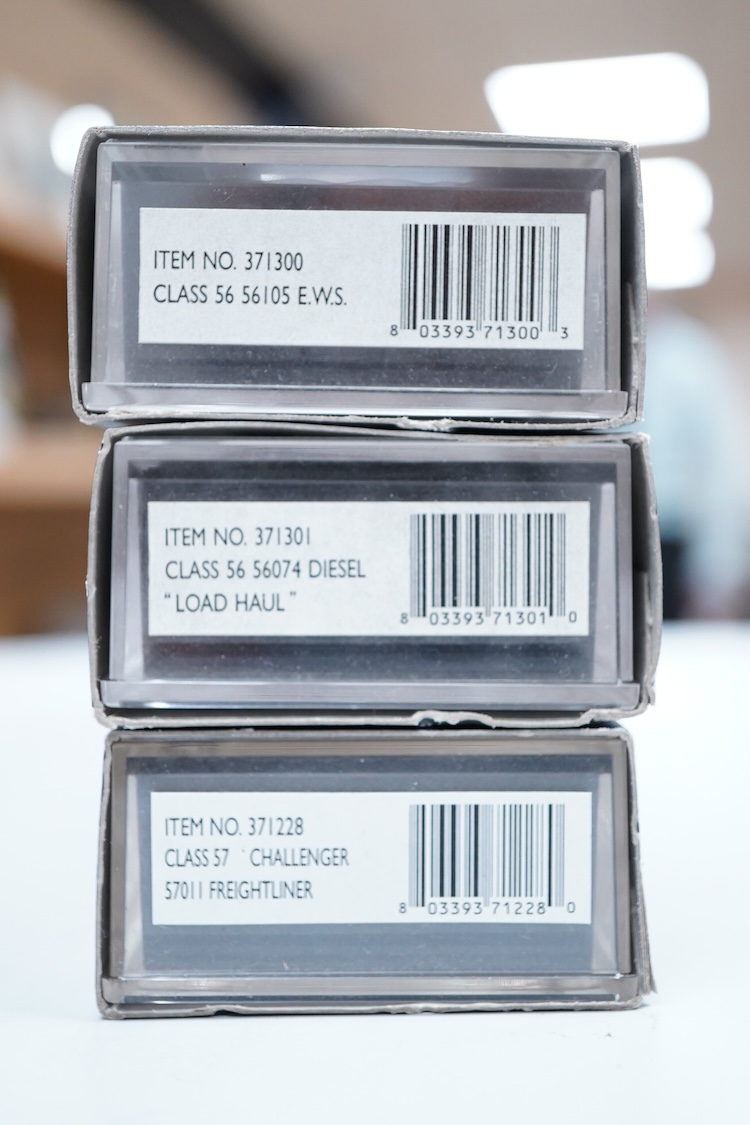 ITEM NO. 371300
CLASS 56 56105 E.W.S.
8 03393 71300 3
ITEM NO. 371301
CLASS 56 56074 DIESEL
“LOAD HAUL”
8 03393 71301 0
ITEM NO. 371228
CLASS 57 ‘CHALLENGER
57011 FREIGHTLINER
8 03393 71228 0